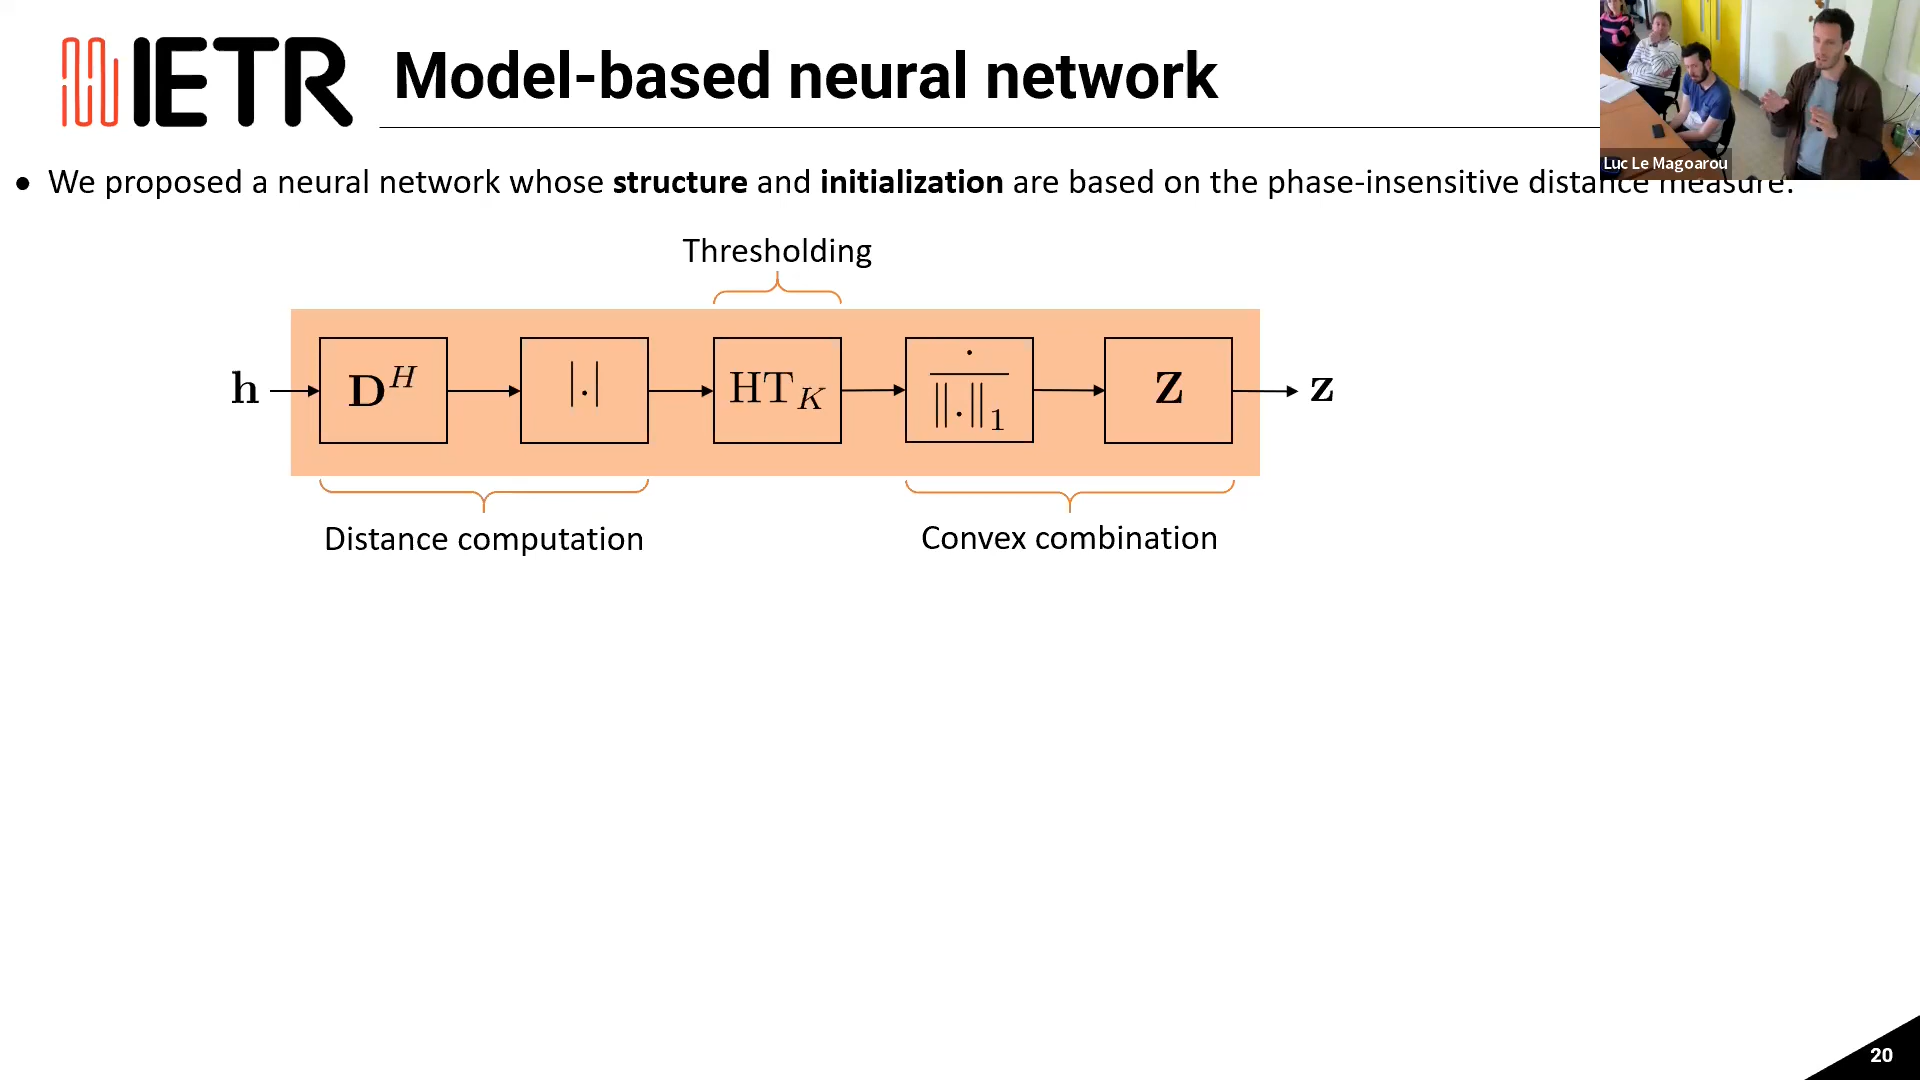 IETR
Model-based neural network
Luc Le Magoarou
• We proposed a neural network whose structure and initialization are based on the phase-insensitive distance measure.
Thresholding
h D^H |.| HT_K ./‖.‖_1 Z z
Distance computation
Convex combination
20